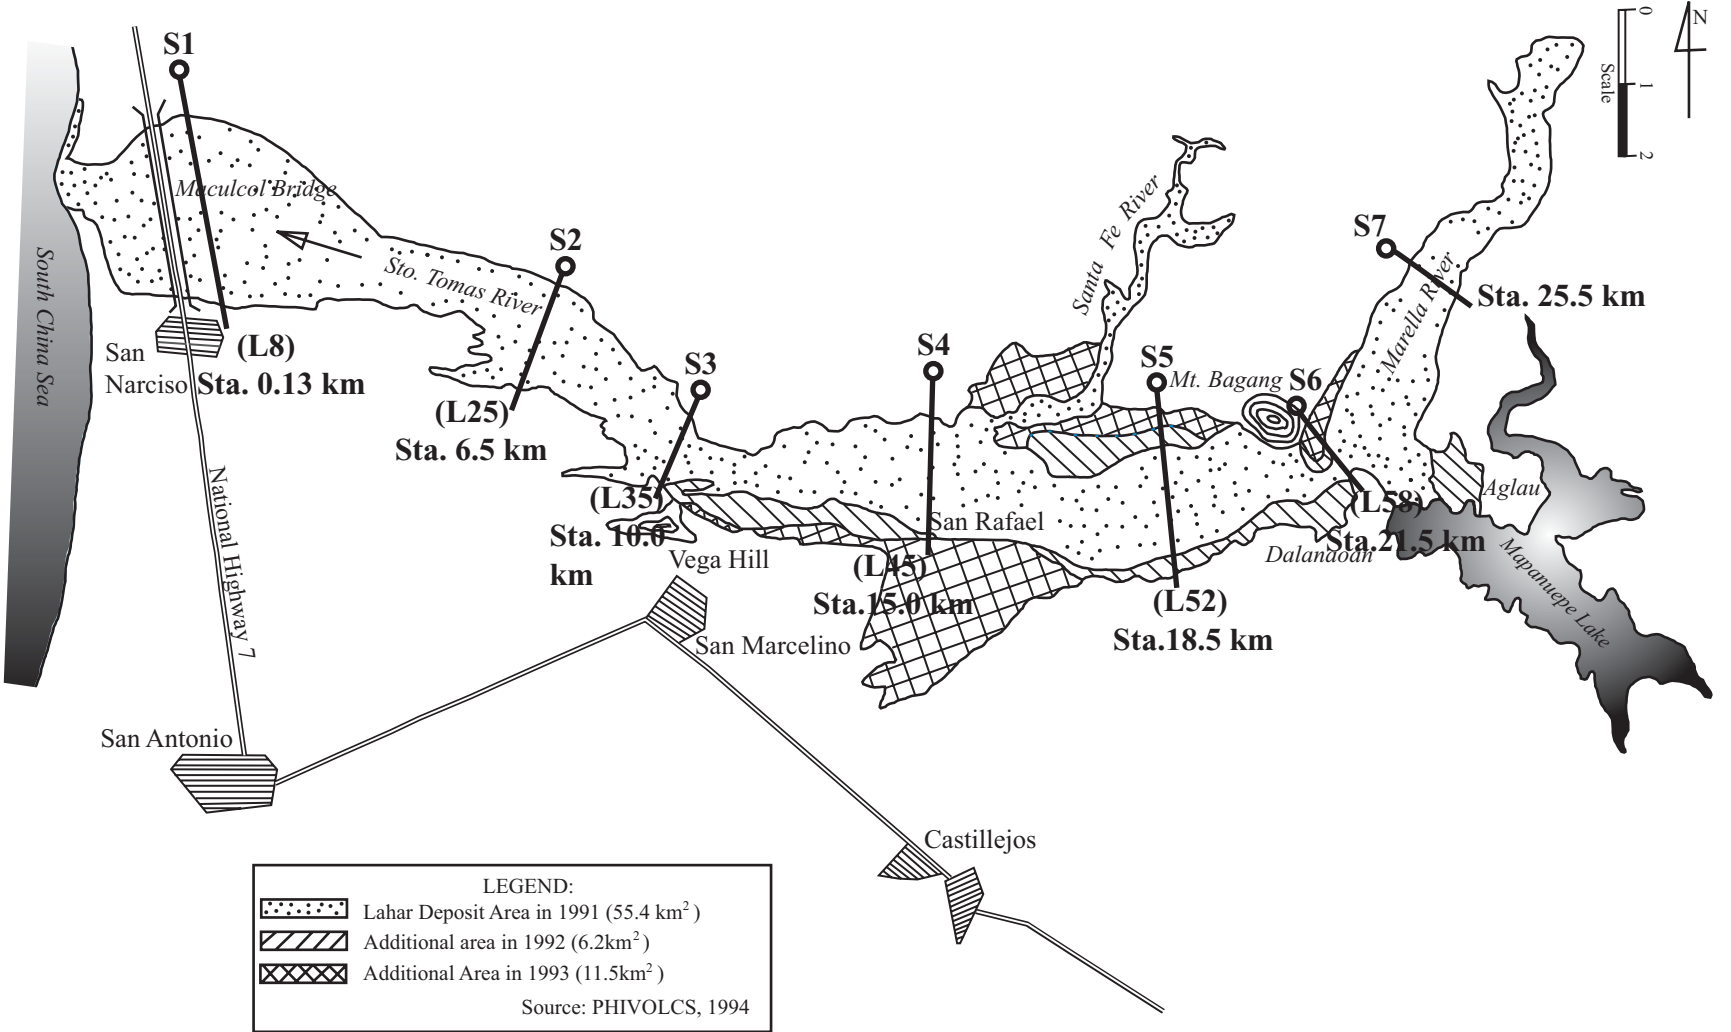 S1
N
0
1
2
Scale
Maculcol Bridge
S2
Sto. Tomas River
South China Sea
Santa Fe River
S7
Marella River
Sta. 25.5 km
San
Narciso
(L8)
Sta. 0.13 km
S3
S4
S5
Mt. Bagang
S6
(L25)
Sta. 6.5 km
National Highway 7
(L35)
Sta. 10.0
km
Vega Hill
San Rafael
(L45)
Sta.15.0 km
(L52)
Sta.18.5 km
(L58)
Sta.21.5 km
Dalandoan
Aglau
Mapanuepe Lake
San Marcelino
San Antonio
Castillejos
LEGEND:
Lahar Deposit Area in 1991 (55.4 km²)
Additional area in 1992 (6.2km²)
Additional Area in 1993 (11.5km²)
Source: PHIVOLCS, 1994